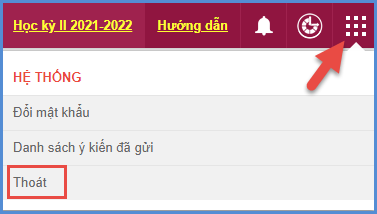 Học kỳ II 2021-2022 Hướng dẫn
HỆ THỐNG
Đổi mật khẩu
Danh sách ý kiến đã gửi
Thoát